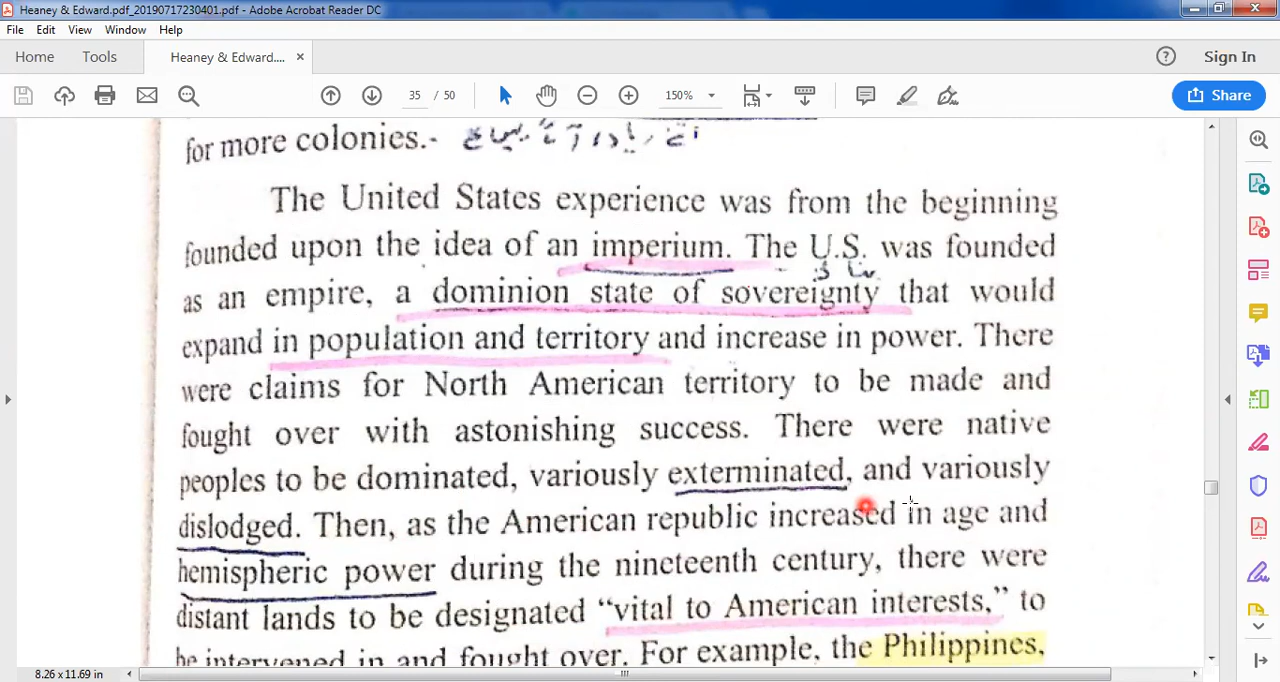 Heaney & Edward.pdf_20190717230401.pdf - Adobe Acrobat Reader DC
File Edit View Window Help
Home Tools Heaney & Edward.... × Sign In
35 / 50 150% Share
for more colonies.-
The United States experience was from the beginning
founded upon the idea of an imperium. The U.S. was founded
as an empire, a dominion state of sovereignty that would
expand in population and territory and increase in power. There
were claims for North American territory to be made and
fought over with astonishing success. There were native
peoples to be dominated, variously exterminated, and variously
dislodged. Then, as the American republic increased in age and
hemispheric power during the nineteenth century, there were
distant lands to be designated “vital to American interests,” to
be intervened in and fought over. For example, the Philippines,
8.26 x 11.69 in